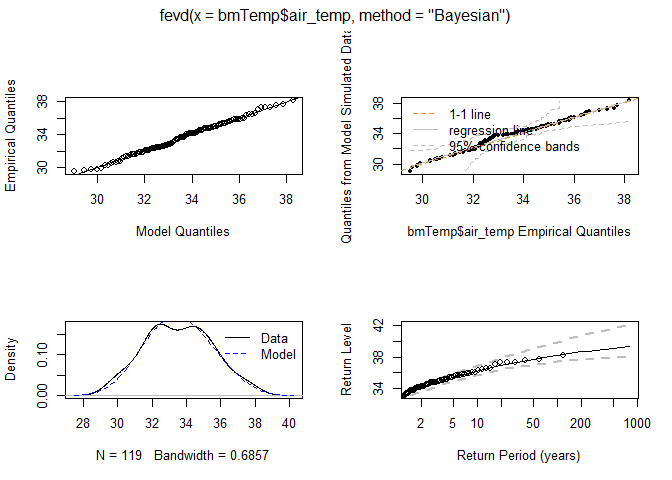 fevd(x = bmTemp$air_temp, method = "Bayesian")
Empirical Quantiles
30 34 38
30 32 34 36 38
Model Quantiles
Quantiles from Model Simulated Data
30 34 38
1-1 line
regression line
95% confidence bands
30 32 34 36 38
bmTemp$air_temp Empirical Quantiles
Density
0.00 0.10
Data
Model
28 30 32 34 36 38 40
N = 119 Bandwidth = 0.6857
Return Level
34 38 42
2 5 10 50 200 1000
Return Period (years)